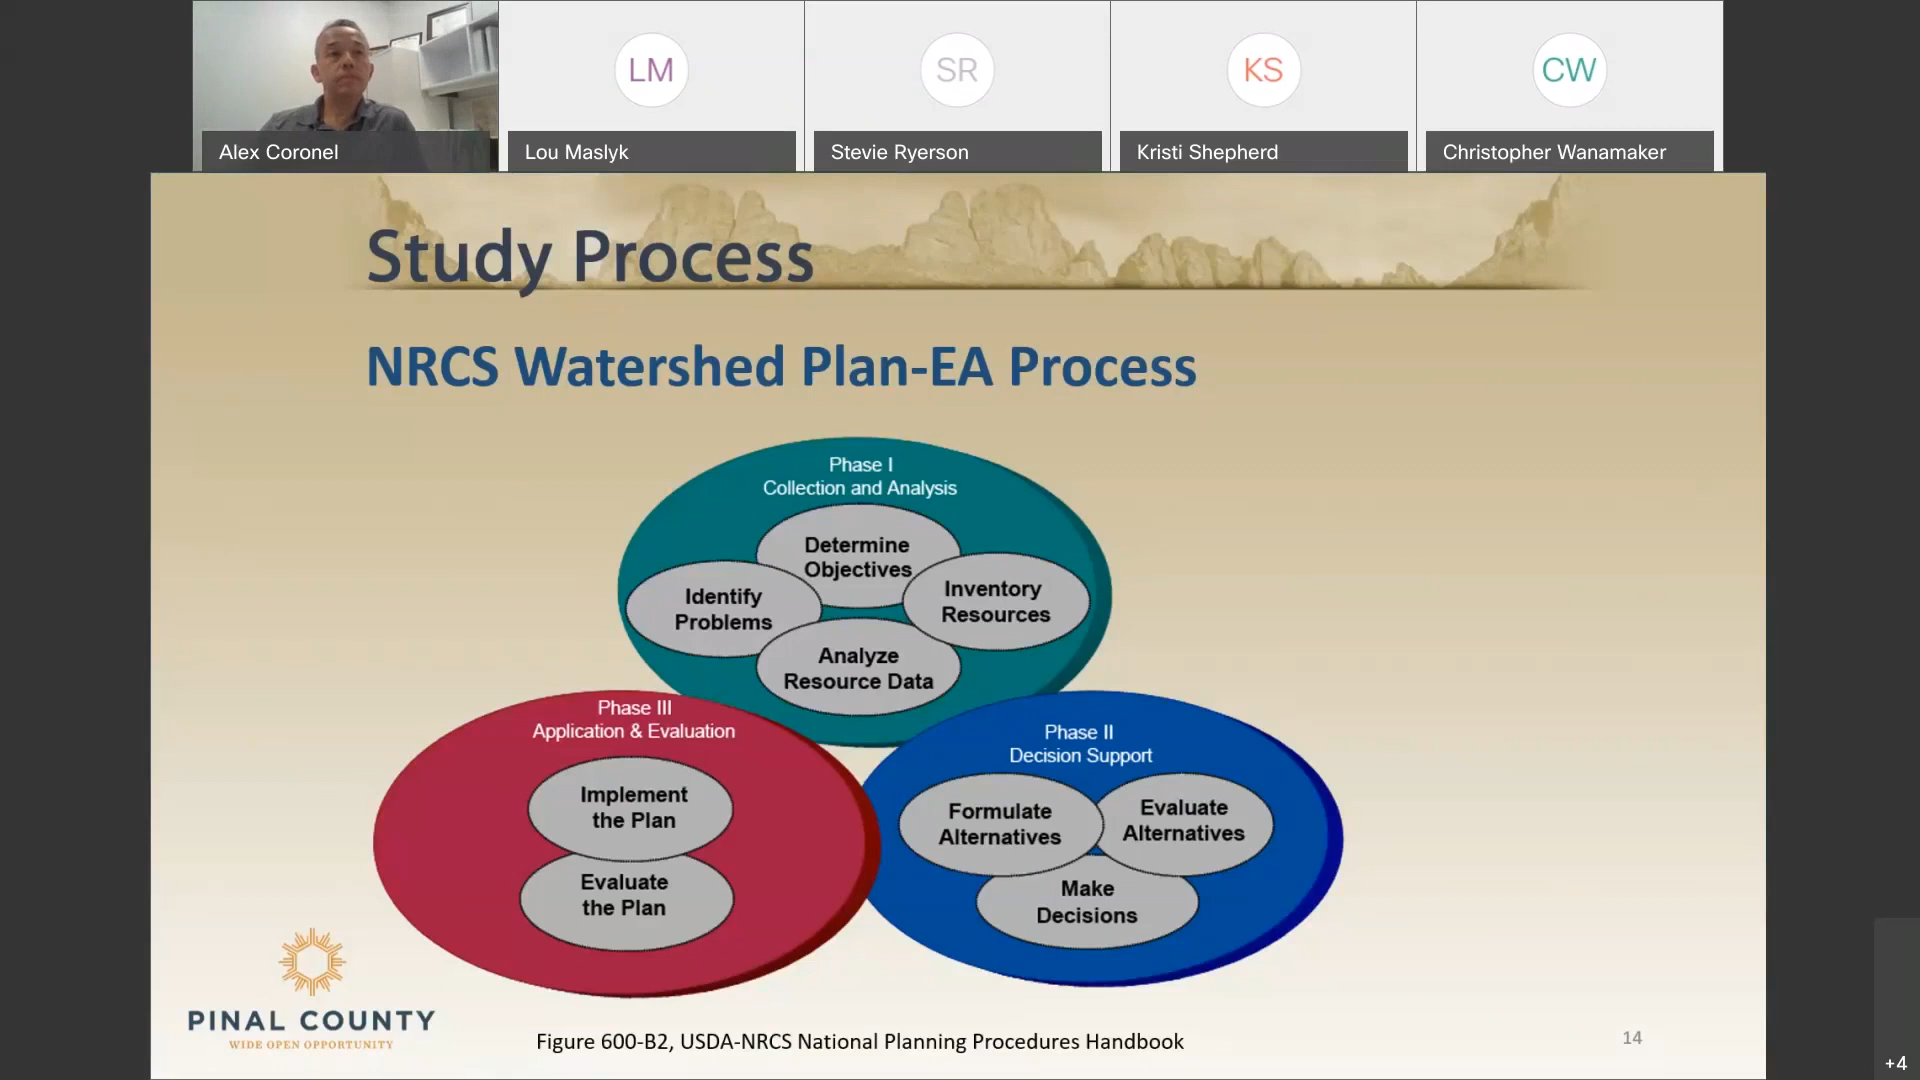 LM
SR
KS
CW
Alex Coronel
Lou Maslyk
Stevie Ryerson
Kristi Shepherd
Christopher Wanamaker
Study Process
NRCS Watershed Plan-EA Process
Phase I
Collection and Analysis
Determine
Objectives
Identify
Problems
Inventory
Resources
Analyze
Resource Data
Phase III
Application & Evaluation
Implement
the Plan
Evaluate
the Plan
Phase II
Decision Support
Formulate
Alternatives
Evaluate
Alternatives
Make
Decisions
PINAL COUNTY
WIDE OPEN OPPORTUNITY
Figure 600-B2, USDA-NRCS National Planning Procedures Handbook
14
+4